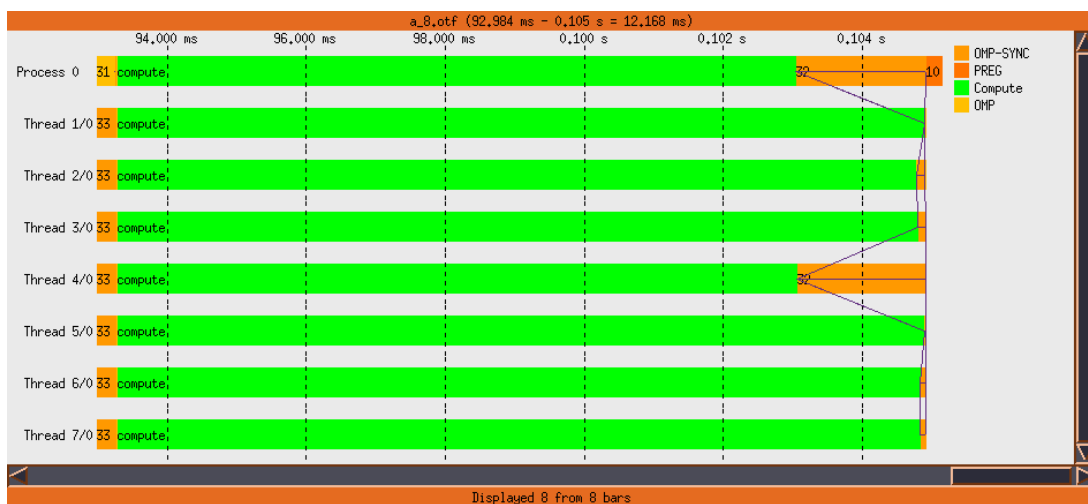 a_8.otf (92.984 ms - 0.105 s = 12.168 ms)
94.000 ms 96.000 ms 98.000 ms 0.100 s 0.102 s 0.104 s
OMP-SYNC
PREG
Compute
OMP
Process 0 31 compute 32 10
Thread 1/0 33 compute
Thread 2/0 33 compute
Thread 3/0 33 compute
Thread 4/0 33 compute 32
Thread 5/0 33 compute
Thread 6/0 33 compute
Thread 7/0 33 compute
Displayed 8 from 8 bars